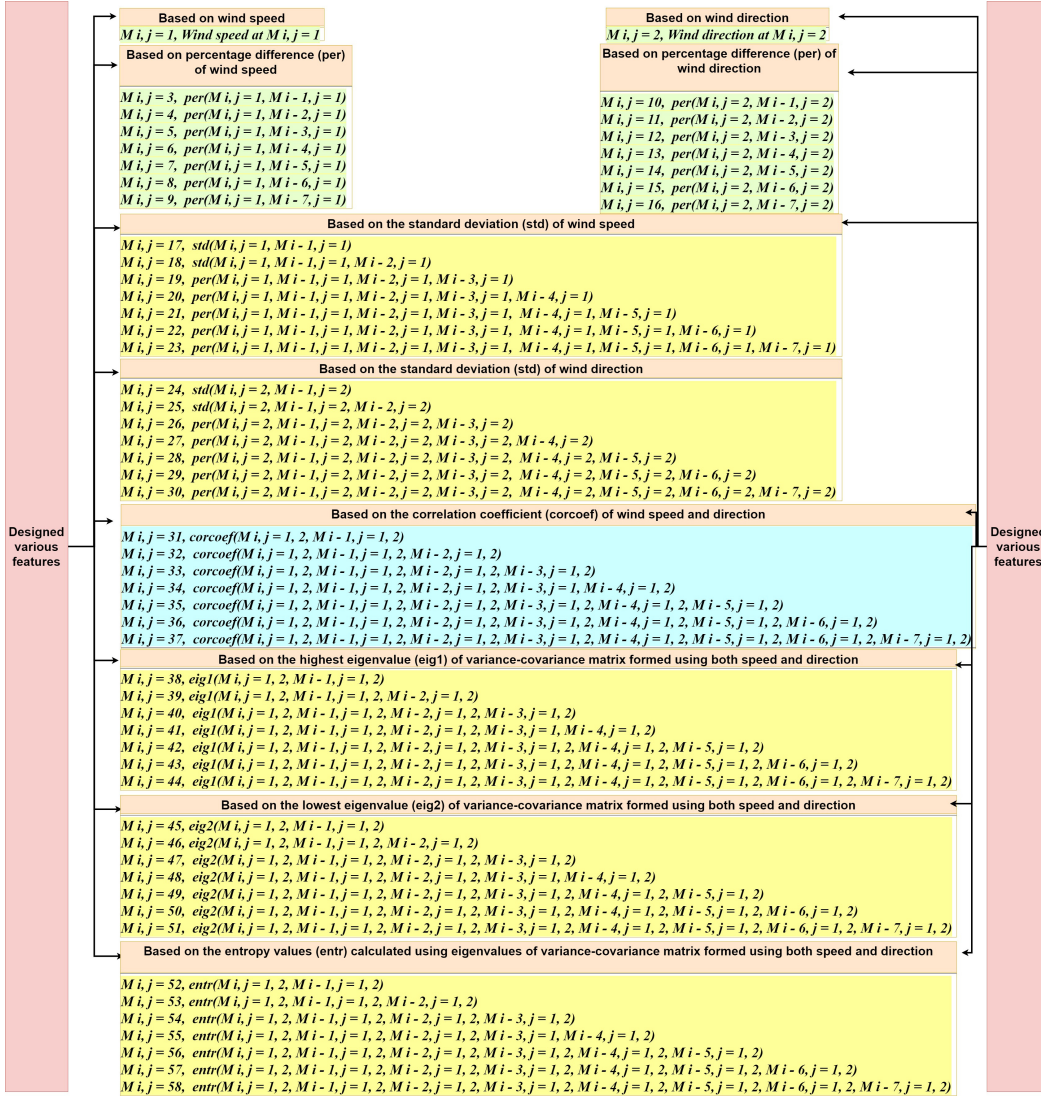 Based on wind speed
M i, j = 1, Wind speed at M i, j = 1
Based on percentage difference (per)
of wind speed
M i, j = 3, per(M i, j = 1, M i - 1, j = 1)
M i, j = 4, per(M i, j = 1, M i - 2, j = 1)
M i, j = 5, per(M i, j = 1, M i - 3, j = 1)
M i, j = 6, per(M i, j = 1, M i - 4, j = 1)
M i, j = 7, per(M i, j = 1, M i - 5, j = 1)
M i, j = 8, per(M i, j = 1, M i - 6, j = 1)
M i, j = 9, per(M i, j = 1, M i - 7, j = 1)
Based on wind direction
M i, j = 2, Wind direction at M i, j = 2
Based on percentage difference (per) of
wind direction
M i, j = 10, per(M i, j = 2, M i - 1, j = 2)
M i, j = 11, per(M i, j = 2, M i - 2, j = 2)
M i, j = 12, per(M i, j = 2, M i - 3, j = 2)
M i, j = 13, per(M i, j = 2, M i - 4, j = 2)
M i, j = 14, per(M i, j = 2, M i - 5, j = 2)
M i, j = 15, per(M i, j = 2, M i - 6, j = 2)
M i, j = 16, per(M i, j = 2, M i - 7, j = 2)
Based on the standard deviation (std) of wind speed
M i, j = 17, std(M i, j = 1, M i - 1, j = 1)
M i, j = 18, std(M i, j = 1, M i - 1, j = 1, M i - 2, j = 1)
M i, j = 19, per(M i, j = 1, M i - 1, j = 1, M i - 2, j = 1, M i - 3, j = 1)
M i, j = 20, per(M i, j = 1, M i - 1, j = 1, M i - 2, j = 1, M i - 3, j = 1, M i - 4, j = 1)
M i, j = 21, per(M i, j = 1, M i - 1, j = 1, M i - 2, j = 1, M i - 3, j = 1, M i - 4, j = 1, M i - 5, j = 1)
M i, j = 22, per(M i, j = 1, M i - 1, j = 1, M i - 2, j = 1, M i - 3, j = 1, M i - 4, j = 1, M i - 5, j = 1, M i - 6, j = 1)
M i, j = 23, per(M i, j = 1, M i - 1, j = 1, M i - 2, j = 1, M i - 3, j = 1, M i - 4, j = 1, M i - 5, j = 1, M i - 6, j = 1, M i - 7, j = 1)
Based on the standard deviation (std) of wind direction
M i, j = 24, std(M i, j = 2, M i - 1, j = 2)
M i, j = 25, std(M i, j = 2, M i - 1, j = 2, M i - 2, j = 2)
M i, j = 26, per(M i, j = 2, M i - 1, j = 2, M i - 2, j = 2, M i - 3, j = 2)
M i, j = 27, per(M i, j = 2, M i - 1, j = 2, M i - 2, j = 2, M i - 3, j = 2, M i - 4, j = 2)
M i, j = 28, per(M i, j = 2, M i - 1, j = 2, M i - 2, j = 2, M i - 3, j = 2, M i - 4, j = 2, M i - 5, j = 2)
M i, j = 29, per(M i, j = 2, M i - 1, j = 2, M i - 2, j = 2, M i - 3, j = 2, M i - 4, j = 2, M i - 5, j = 2, M i - 6, j = 2)
M i, j = 30, per(M i, j = 2, M i - 1, j = 2, M i - 2, j = 2, M i - 3, j = 2, M i - 4, j = 2, M i - 5, j = 2, M i - 6, j = 2, M i - 7, j = 2)
Based on the correlation coefficient (corcoef) of wind speed and direction
M i, j = 31, corcoef(M i, j = 1, 2, M i - 1, j = 1, 2)
M i, j = 32, corcoef(M i, j = 1, 2, M i - 1, j = 1, 2, M i - 2, j = 1, 2)
M i, j = 33, corcoef(M i, j = 1, 2, M i - 1, j = 1, 2, M i - 2, j = 1, 2, M i - 3, j = 1, 2)
M i, j = 34, corcoef(M i, j = 1, 2, M i - 1, j = 1, 2, M i - 2, j = 1, 2, M i - 3, j = 1, M i - 4, j = 1, 2)
M i, j = 35, corcoef(M i, j = 1, 2, M i - 1, j = 1, 2, M i - 2, j = 1, 2, M i - 3, j = 1, 2, M i - 4, j = 1, 2, M i - 5, j = 1, 2)
M i, j = 36, corcoef(M i, j = 1, 2, M i - 1, j = 1, 2, M i - 2, j = 1, 2, M i - 3, j = 1, 2, M i - 4, j = 1, 2, M i - 5, j = 1, 2, M i - 6, j = 1, 2)
M i, j = 37, corcoef(M i, j = 1, 2, M i - 1, j = 1, 2, M i - 2, j = 1, 2, M i - 3, j = 1, 2, M i - 4, j = 1, 2, M i - 5, j = 1, 2, M i - 6, j = 1, 2, M i - 7, j = 1, 2)
Based on the highest eigenvalue (eig1) of variance-covariance matrix formed using both speed and direction
M i, j = 38, eig1(M i, j = 1, 2, M i - 1, j = 1, 2)
M i, j = 39, eig1(M i, j = 1, 2, M i - 1, j = 1, 2, M i - 2, j = 1, 2)
M i, j = 40, eig1(M i, j = 1, 2, M i - 1, j = 1, 2, M i - 2, j = 1, 2, M i - 3, j = 1, 2)
M i, j = 41, eig1(M i, j = 1, 2, M i - 1, j = 1, 2, M i - 2, j = 1, 2, M i - 3, j = 1, M i - 4, j = 1, 2)
M i, j = 42, eig1(M i, j = 1, 2, M i - 1, j = 1, 2, M i - 2, j = 1, 2, M i - 3, j = 1, 2, M i - 4, j = 1, 2, M i - 5, j = 1, 2)
M i, j = 43, eig1(M i, j = 1, 2, M i - 1, j = 1, 2, M i - 2, j = 1, 2, M i - 3, j = 1, 2, M i - 4, j = 1, 2, M i - 5, j = 1, 2, M i - 6, j = 1, 2)
M i, j = 44, eig1(M i, j = 1, 2, M i - 1, j = 1, 2, M i - 2, j = 1, 2, M i - 3, j = 1, 2, M i - 4, j = 1, 2, M i - 5, j = 1, 2, M i - 6, j = 1, 2, M i - 7, j = 1, 2)
Based on the lowest eigenvalue (eig2) of variance-covariance matrix formed using both speed and direction
M i, j = 45, eig2(M i, j = 1, 2, M i - 1, j = 1, 2)
M i, j = 46, eig2(M i, j = 1, 2, M i - 1, j = 1, 2, M i - 2, j = 1, 2)
M i, j = 47, eig2(M i, j = 1, 2, M i - 1, j = 1, 2, M i - 2, j = 1, 2, M i - 3, j = 1, 2)
M i, j = 48, eig2(M i, j = 1, 2, M i - 1, j = 1, 2, M i - 2, j = 1, 2, M i - 3, j = 1, M i - 4, j = 1, 2)
M i, j = 49, eig2(M i, j = 1, 2, M i - 1, j = 1, 2, M i - 2, j = 1, 2, M i - 3, j = 1, 2, M i - 4, j = 1, 2, M i - 5, j = 1, 2)
M i, j = 50, eig2(M i, j = 1, 2, M i - 1, j = 1, 2, M i - 2, j = 1, 2, M i - 3, j = 1, 2, M i - 4, j = 1, 2, M i - 5, j = 1, 2, M i - 6, j = 1, 2)
M i, j = 51, eig2(M i, j = 1, 2, M i - 1, j = 1, 2, M i - 2, j = 1, 2, M i - 3, j = 1, 2, M i - 4, j = 1, 2, M i - 5, j = 1, 2, M i - 6, j = 1, 2, M i - 7, j = 1, 2)
Based on the entropy values (entr) calculated using eigenvalues of variance-covariance matrix formed using both speed and direction
M i, j = 52, entr(M i, j = 1, 2, M i - 1, j = 1, 2)
M i, j = 53, entr(M i, j = 1, 2, M i - 1, j = 1, 2, M i - 2, j = 1, 2)
M i, j = 54, entr(M i, j = 1, 2, M i - 1, j = 1, 2, M i - 2, j = 1, 2, M i - 3, j = 1, 2)
M i, j = 55, entr(M i, j = 1, 2, M i - 1, j = 1, 2, M i - 2, j = 1, 2, M i - 3, j = 1, M i - 4, j = 1, 2)
M i, j = 56, entr(M i, j = 1, 2, M i - 1, j = 1, 2, M i - 2, j = 1, 2, M i - 3, j = 1, 2, M i - 4, j = 1, 2, M i - 5, j = 1, 2)
M i, j = 57, entr(M i, j = 1, 2, M i - 1, j = 1, 2, M i - 2, j = 1, 2, M i - 3, j = 1, 2, M i - 4, j = 1, 2, M i - 5, j = 1, 2, M i - 6, j = 1, 2)
M i, j = 58, entr(M i, j = 1, 2, M i - 1, j = 1, 2, M i - 2, j = 1, 2, M i - 3, j = 1, 2, M i - 4, j = 1, 2, M i - 5, j = 1, 2, M i - 6, j = 1, 2, M i - 7, j = 1, 2)
Designed
various
features
Designed
various
features